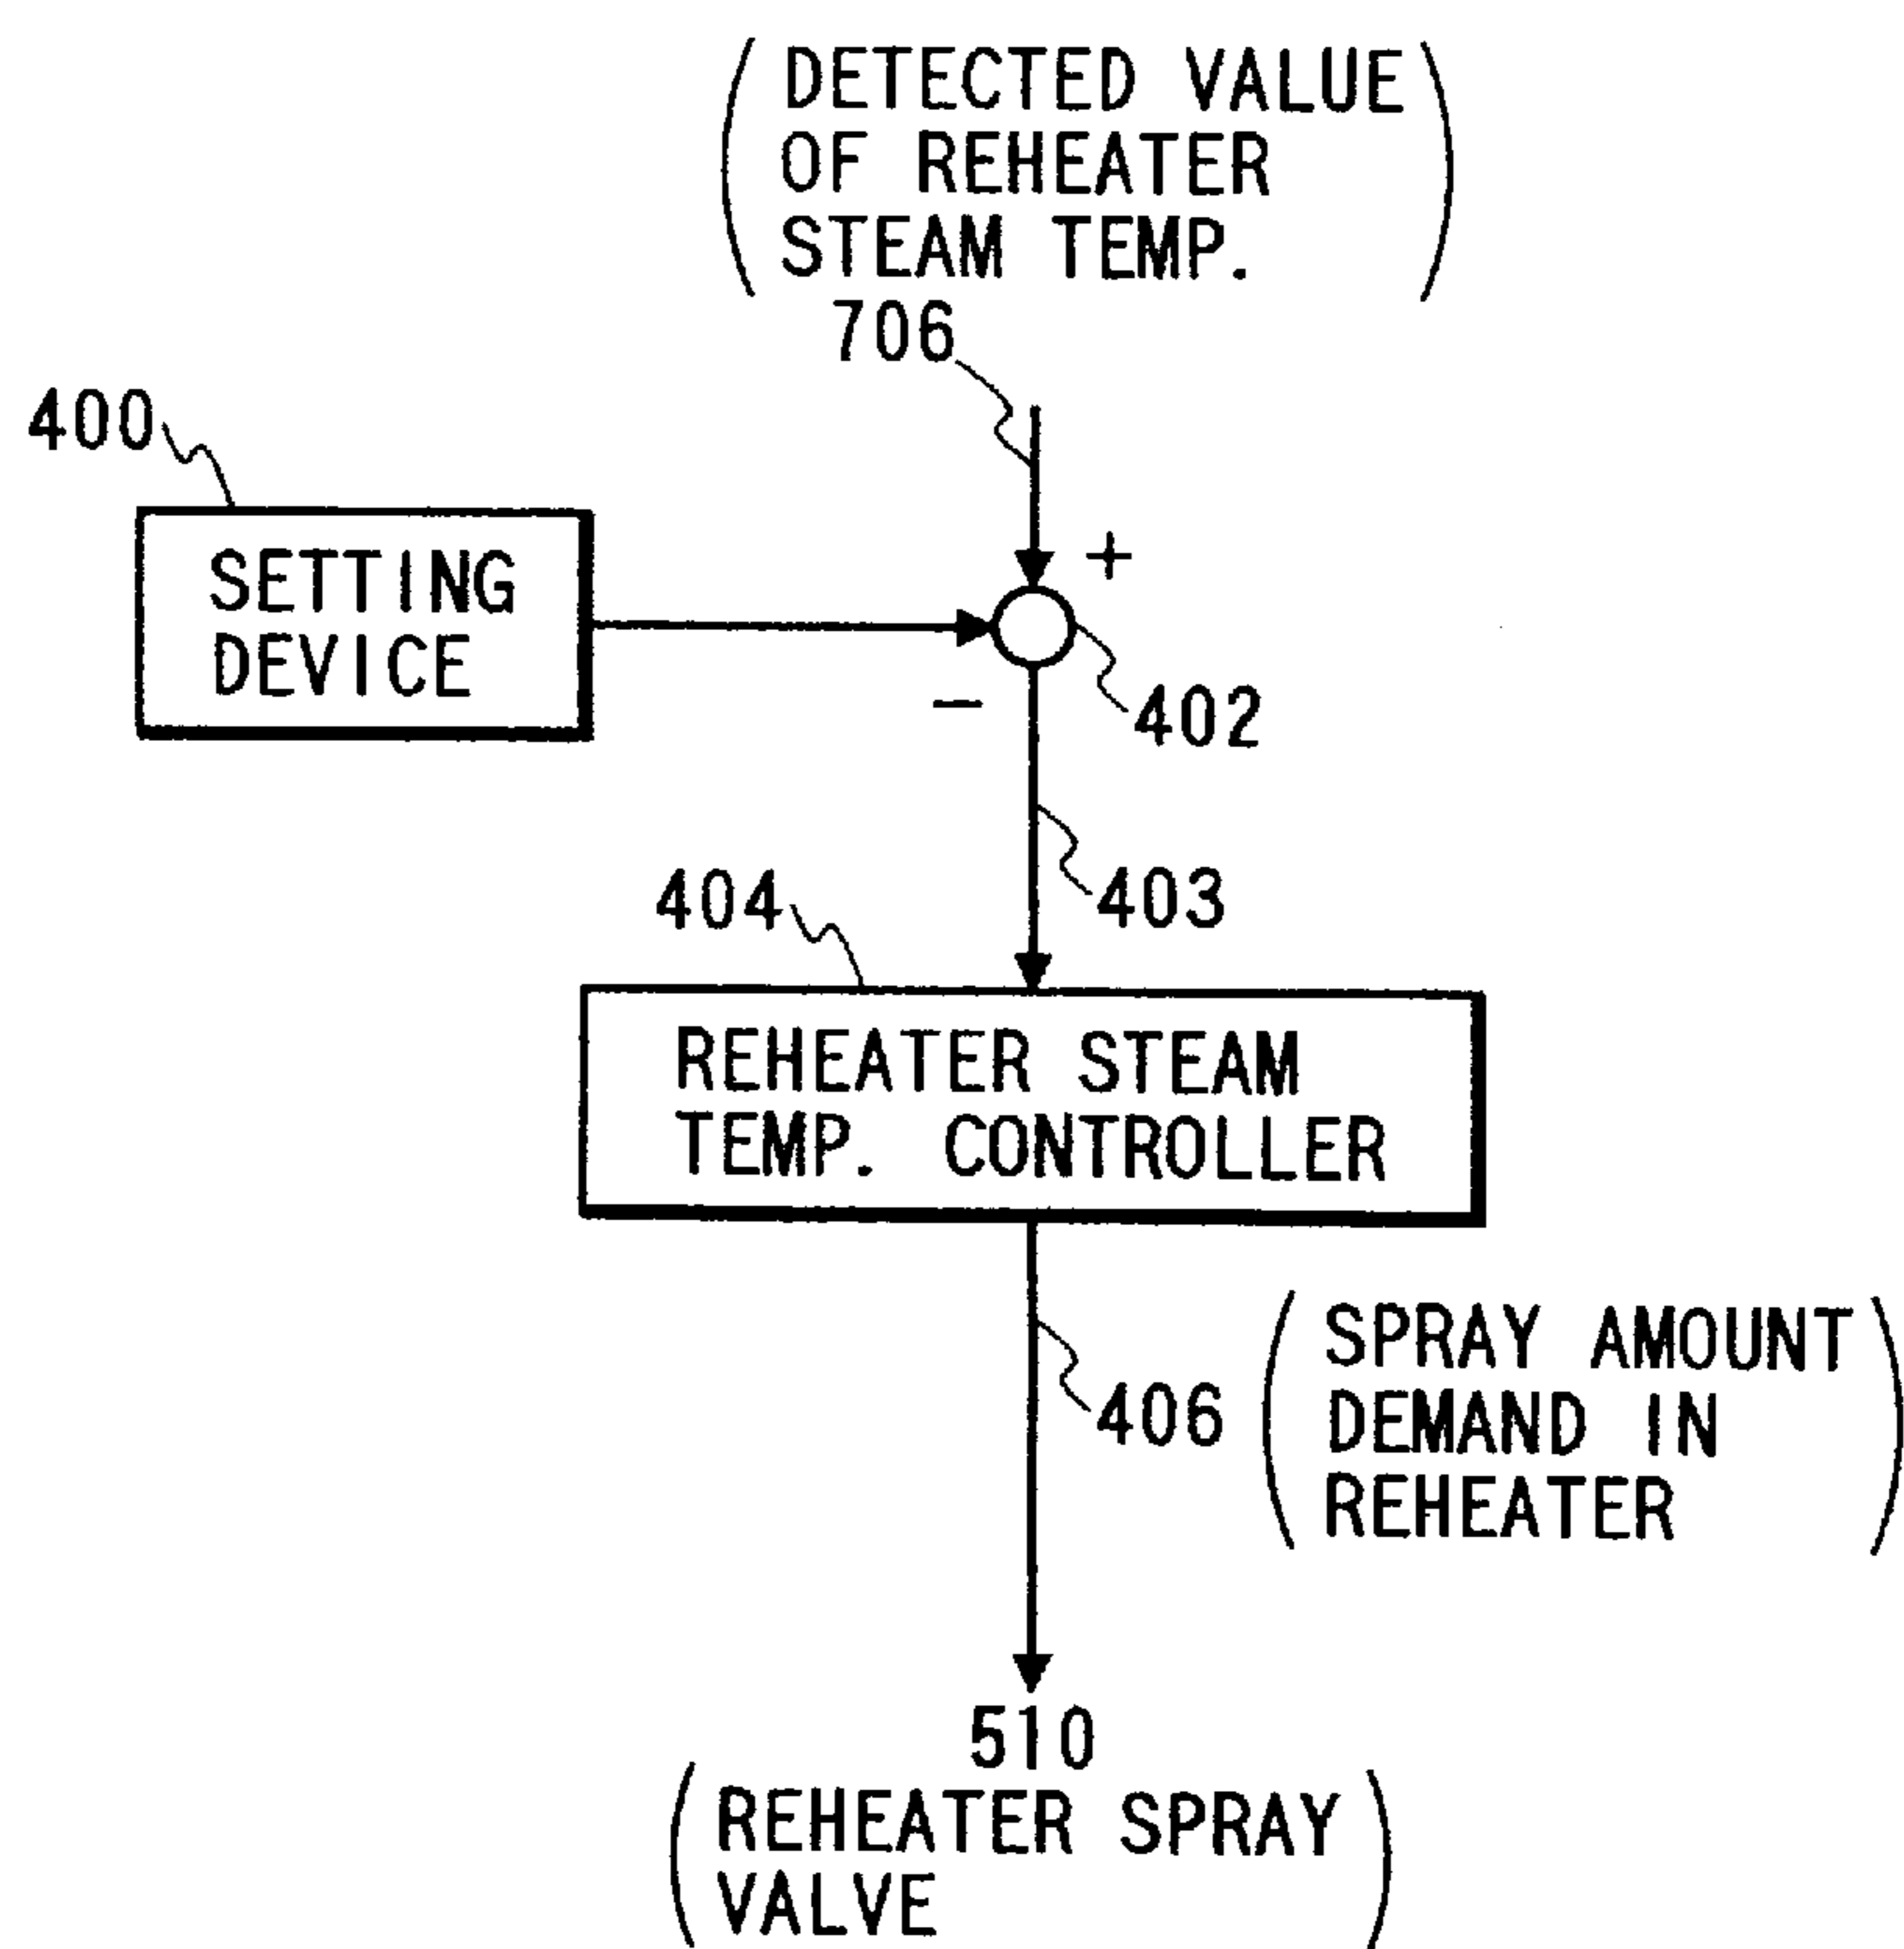 DETECTED VALUE
OF REHEATER
STEAM TEMP.
706
400
SETTING
DEVICE
+
-
402
403
404
REHEATER STEAM
TEMP. CONTROLLER
406
SPRAY AMOUNT
DEMAND IN
REHEATER
510
REHEATER SPRAY
VALVE